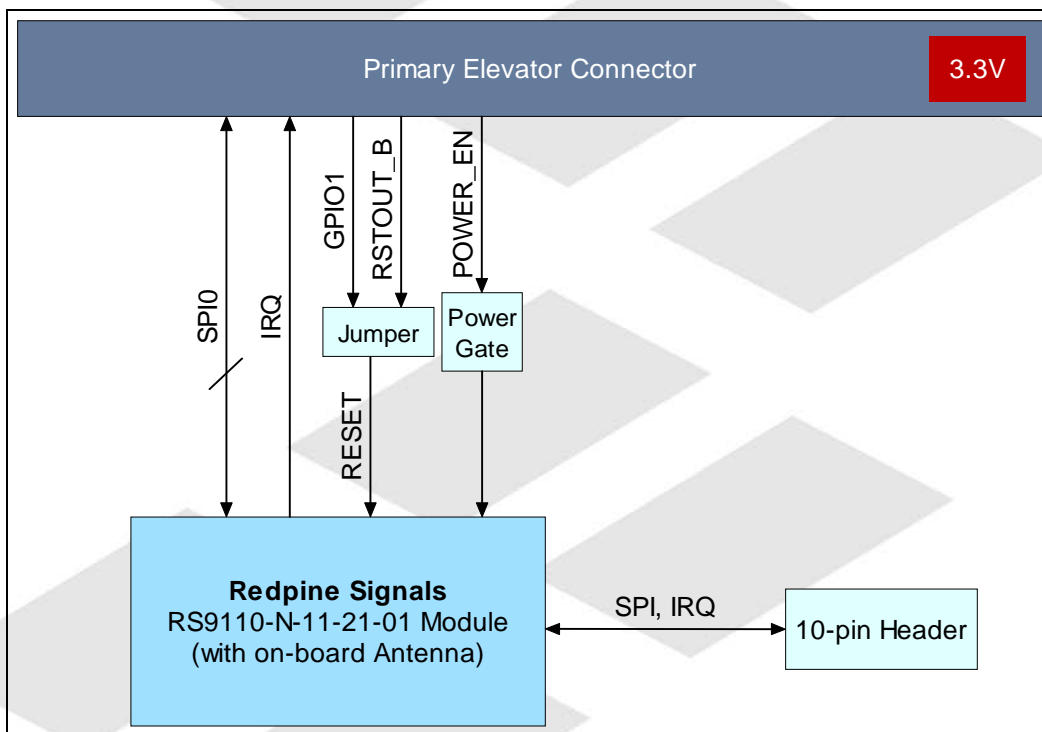 Primary Elevator Connector
3.3V
SPI0
IRQ
GPIO1
RSTOUT_B
POWER_EN
Jumper
Power
Gate
RESET
Redpine Signals
RS9110-N-11-21-01 Module
(with on-board Antenna)
SPI, IRQ
10-pin Header